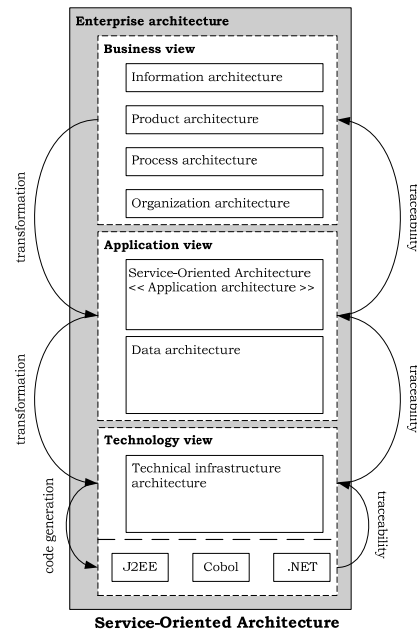 Enterprise architecture
Business view
Information architecture
Product architecture
Process architecture
Organization architecture
transformation
traceability
Application view
Service-Oriented Architecture
<< Application architecture >>
Data architecture
transformation
traceability
Technology view
Technical infrastructure
architecture
code generation
traceability
J2EE
Cobol
.NET
Service-Oriented Architecture